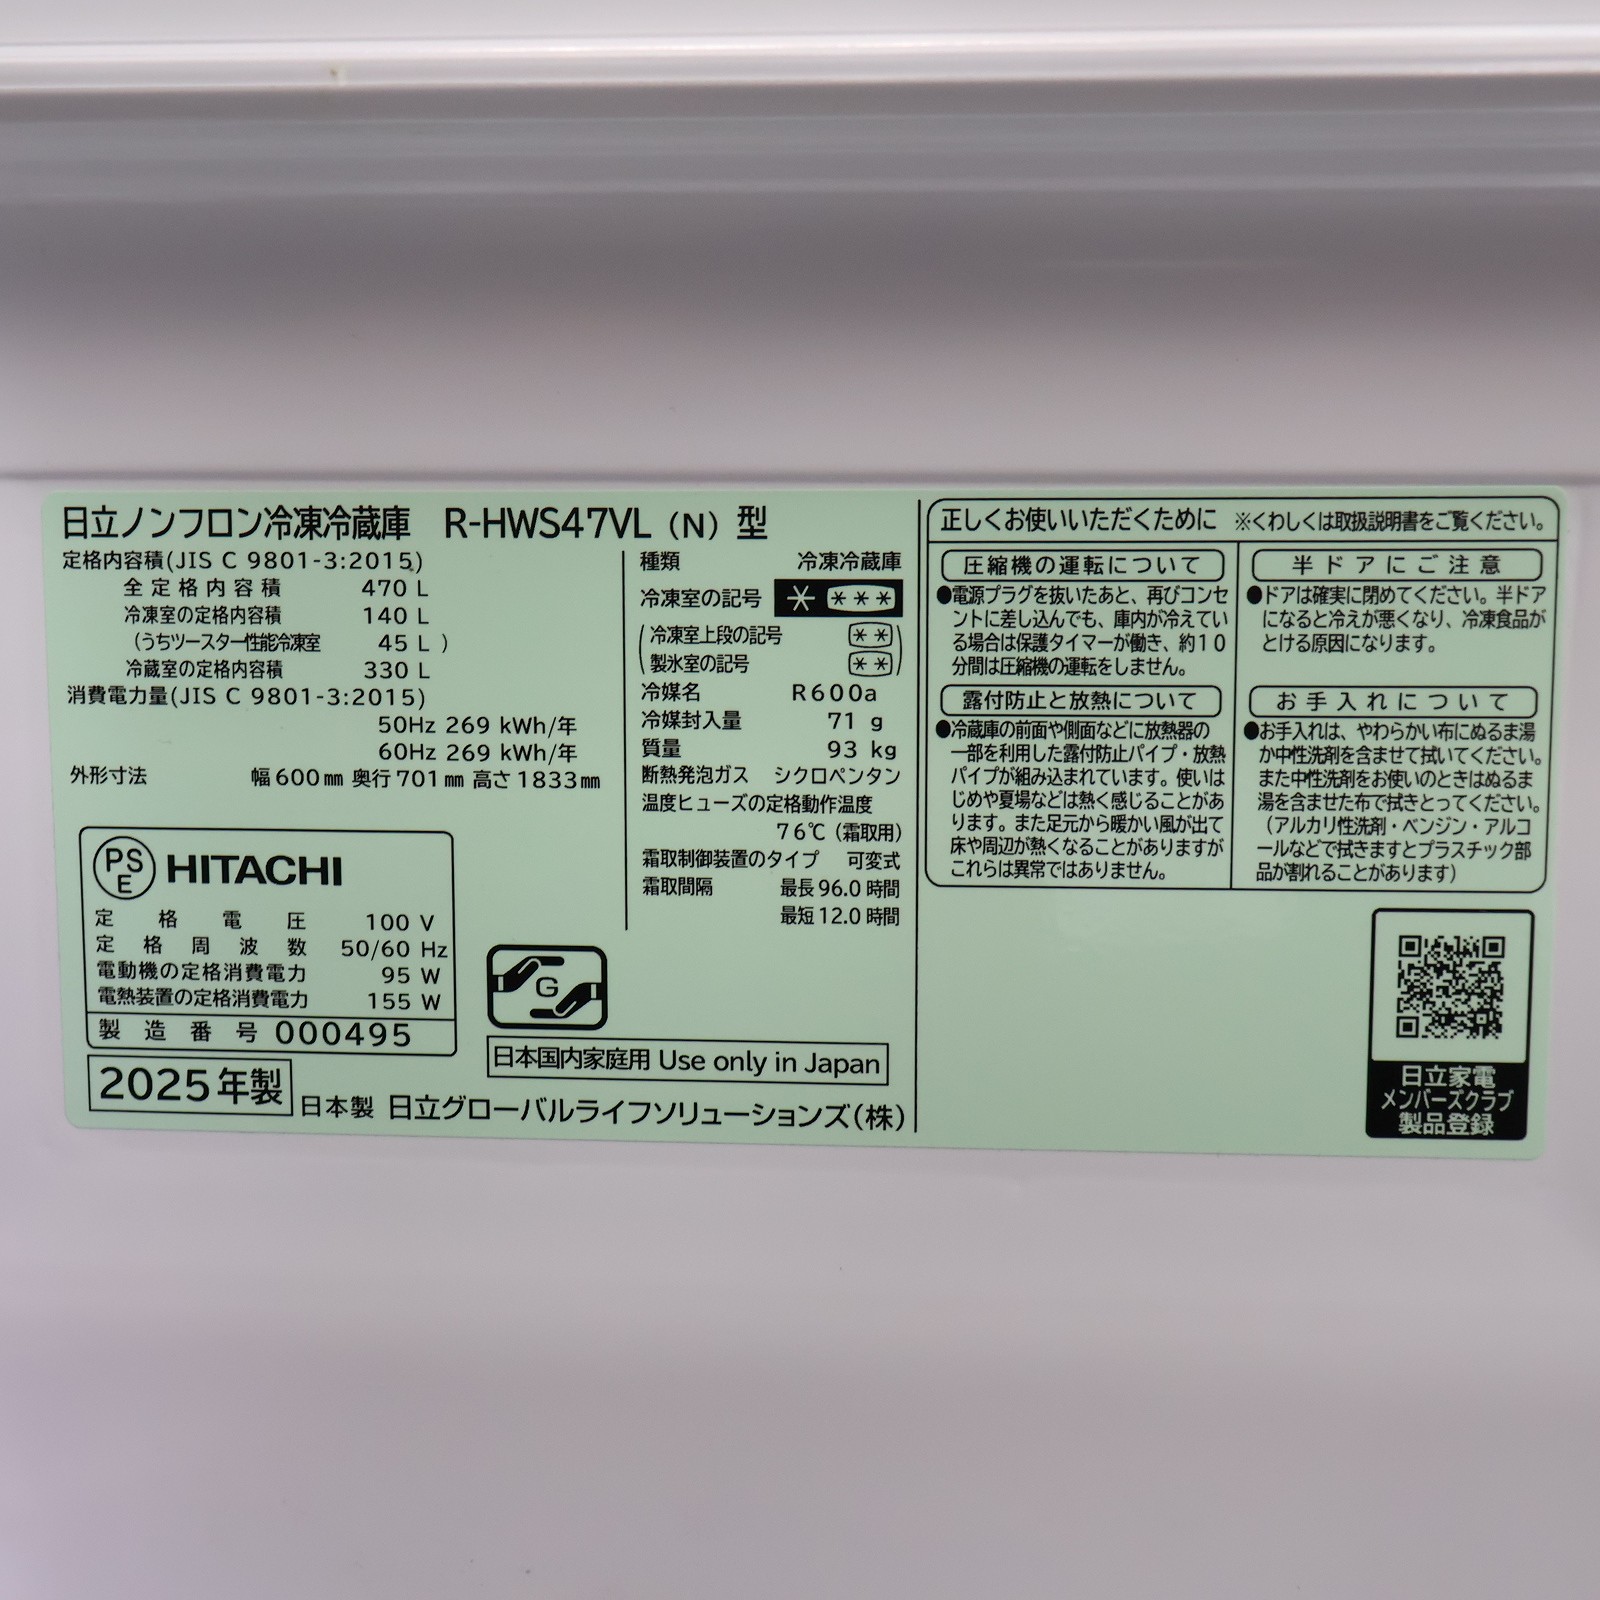 日立ノンフロン冷凍冷蔵庫 R-HWS47VL (N) 型
定格内容積(JIS C 9801-3:2015)
全定格内容積 470 L
冷凍室の定格内容積 140 L
(うちツースター性能冷凍室 45 L )
冷蔵室の定格内容積 330 L
消費電力量(JIS C 9801-3:2015)
50Hz 269 kWh/年
60Hz 269 kWh/年
外形寸法 幅600mm 奥行701mm 高さ1833mm
PS
E
HITACHI
定格電圧 100 V
定格周波数 50/60 Hz
電動機の定格消費電力 95 W
電熱装置の定格消費電力 155 W
製造番号 000495
2025年製
日本製 日立グローバルライフソリューションズ(株)
種類 冷凍冷蔵庫
冷凍室の記号 * ***
冷凍室上段の記号 **
製氷室の記号 **
冷媒名 R600a
冷媒封入量 71 g
質量 93 kg
断熱発泡ガス シクロペンタン
温度ヒューズの定格動作温度
76℃(霜取用)
霜取制御装置のタイプ 可変式
霜取間隔 最長96.0時間
最短12.0時間
G
日本国内家庭用 Use only in Japan
正しくお使いいただくために ※くわしくは取扱説明書をご覧ください。
圧縮機の運転について
●電源プラグを抜いたあと、再びコンセ
ントに差し込んでも、庫内が冷えてい
る場合は保護タイマーが働き、約10
分間は圧縮機の運転をしません。
露付防止と放熱について
●冷蔵庫の前面や側面などに放熱器の
一部を利用した露付防止パイプ・放熱
パイプが組み込まれています。使いは
じめや夏場などは熱く感じることがあ
ります。また足元から暖かい風が出て
床や周辺が熱くなることがありますが
これらは異常ではありません。
半ドアにご注意
●ドアは確実に閉めてください。半ドア
になると冷えが悪くなり、冷凍食品が
とける原因になります。
お手入れについて
●お手入れは、やわらかい布にぬるま湯
か中性洗剤を含ませて拭いてください。
また中性洗剤をお使いのときはぬるま
湯を含ませた布で拭きとってください。
(アルカリ性洗剤・ベンジン・アルコ
ールなどで拭きますとプラスチック部
品が割れることがあります)
日立家電
メンバーズクラブ
製品登録